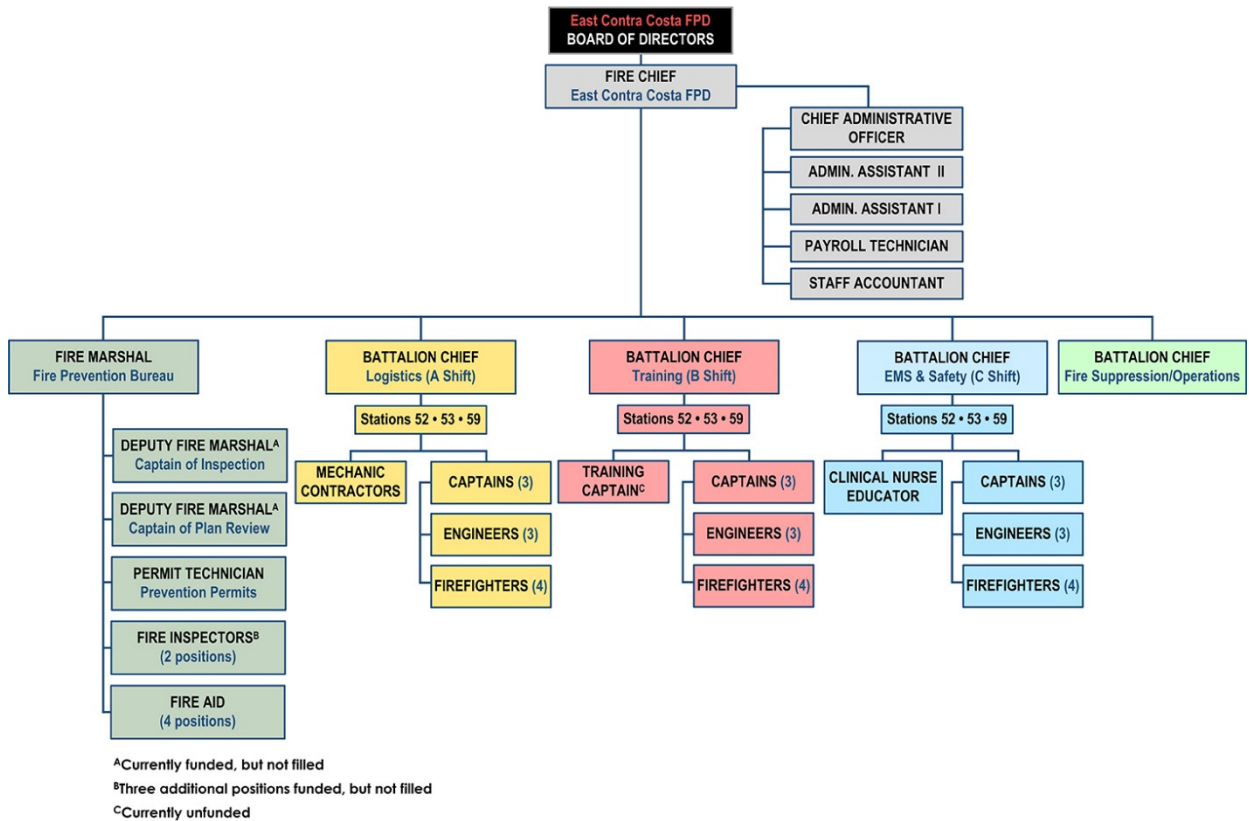 East Contra Costa FPD
BOARD OF DIRECTORS
FIRE CHIEF
East Contra Costa FPD
CHIEF ADMINISTRATIVE
OFFICER
ADMIN. ASSISTANT II
ADMIN. ASSISTANT I
PAYROLL TECHNICIAN
STAFF ACCOUNTANT
FIRE MARSHAL
Fire Prevention Bureau
DEPUTY FIRE MARSHALᴬ
Captain of Inspection
DEPUTY FIRE MARSHALᴬ
Captain of Plan Review
PERMIT TECHNICIAN
Prevention Permits
FIRE INSPECTORSᴮ
(2 positions)
FIRE AID
(4 positions)
BATTALION CHIEF
Logistics (A Shift)
Stations 52 • 53 • 59
MECHANIC
CONTRACTORS
CAPTAINS (3)
ENGINEERS (3)
FIREFIGHTERS (4)
BATTALION CHIEF
Training (B Shift)
Stations 52 • 53 • 59
TRAINING
CAPTAINᶜ
CAPTAINS (3)
ENGINEERS (3)
FIREFIGHTERS (4)
BATTALION CHIEF
EMS & Safety (C Shift)
Stations 52 • 53 • 59
CLINICAL NURSE
EDUCATOR
CAPTAINS (3)
ENGINEERS (3)
FIREFIGHTERS (4)
BATTALION CHIEF
Fire Suppression/Operations
ᴬCurrently funded, but not filled
ᴮThree additional positions funded, but not filled
ᶜCurrently unfunded